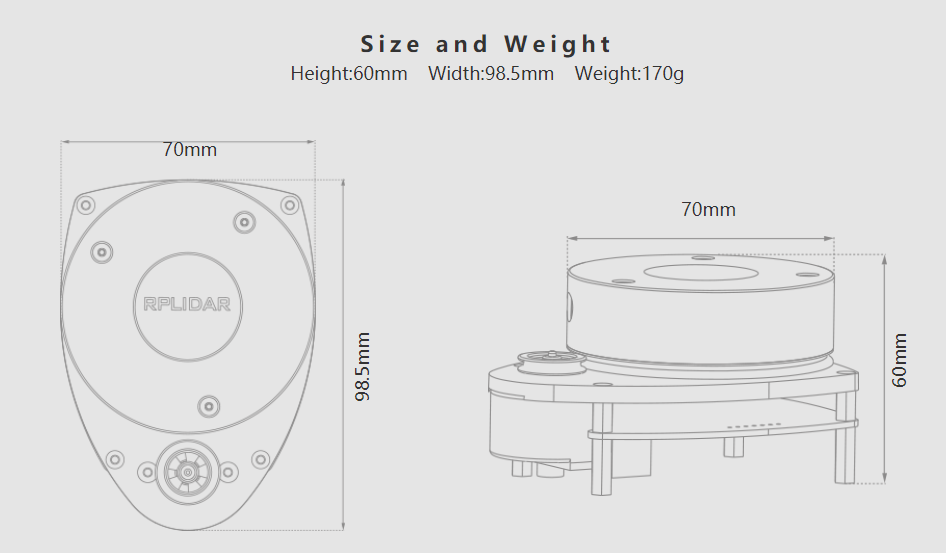 Size and Weight
Height:60mm Width:98.5mm Weight:170g
70mm
RPLIDAR
98.5mm
70mm
60mm